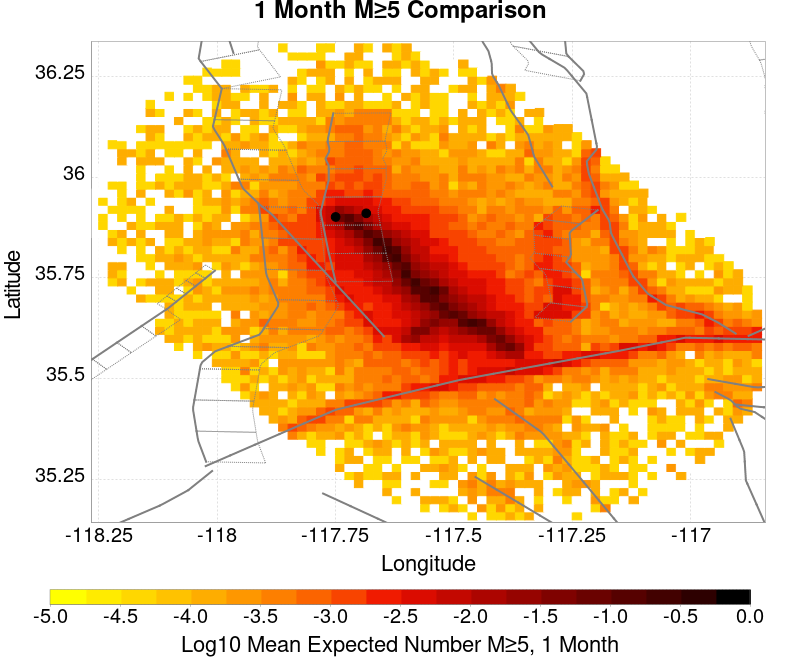 1 Month M≥5 Comparison
36.25
36
35.75
35.5
35.25
Latitude
-118.25 -118 -117.75 -117.5 -117.25 -117
Longitude
-5.0 -4.5 -4.0 -3.5 -3.0 -2.5 -2.0 -1.5 -1.0 -0.5 0.0
Log10 Mean Expected Number M≥5, 1 Month